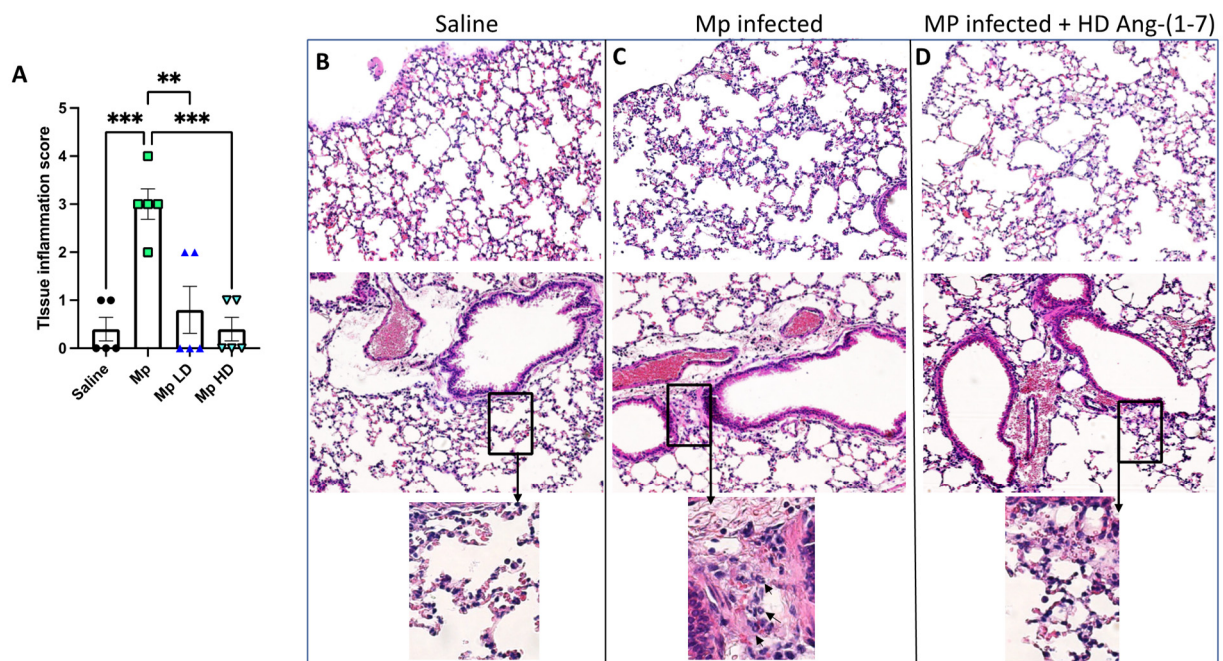 Saline
Mp infected
MP infected + HD Ang-(1-7)
A
B
C
D
**
***
***
Tissue inflammation score
5
4
3
2
1
0
Saline
Mp
Mp LD
Mp HD